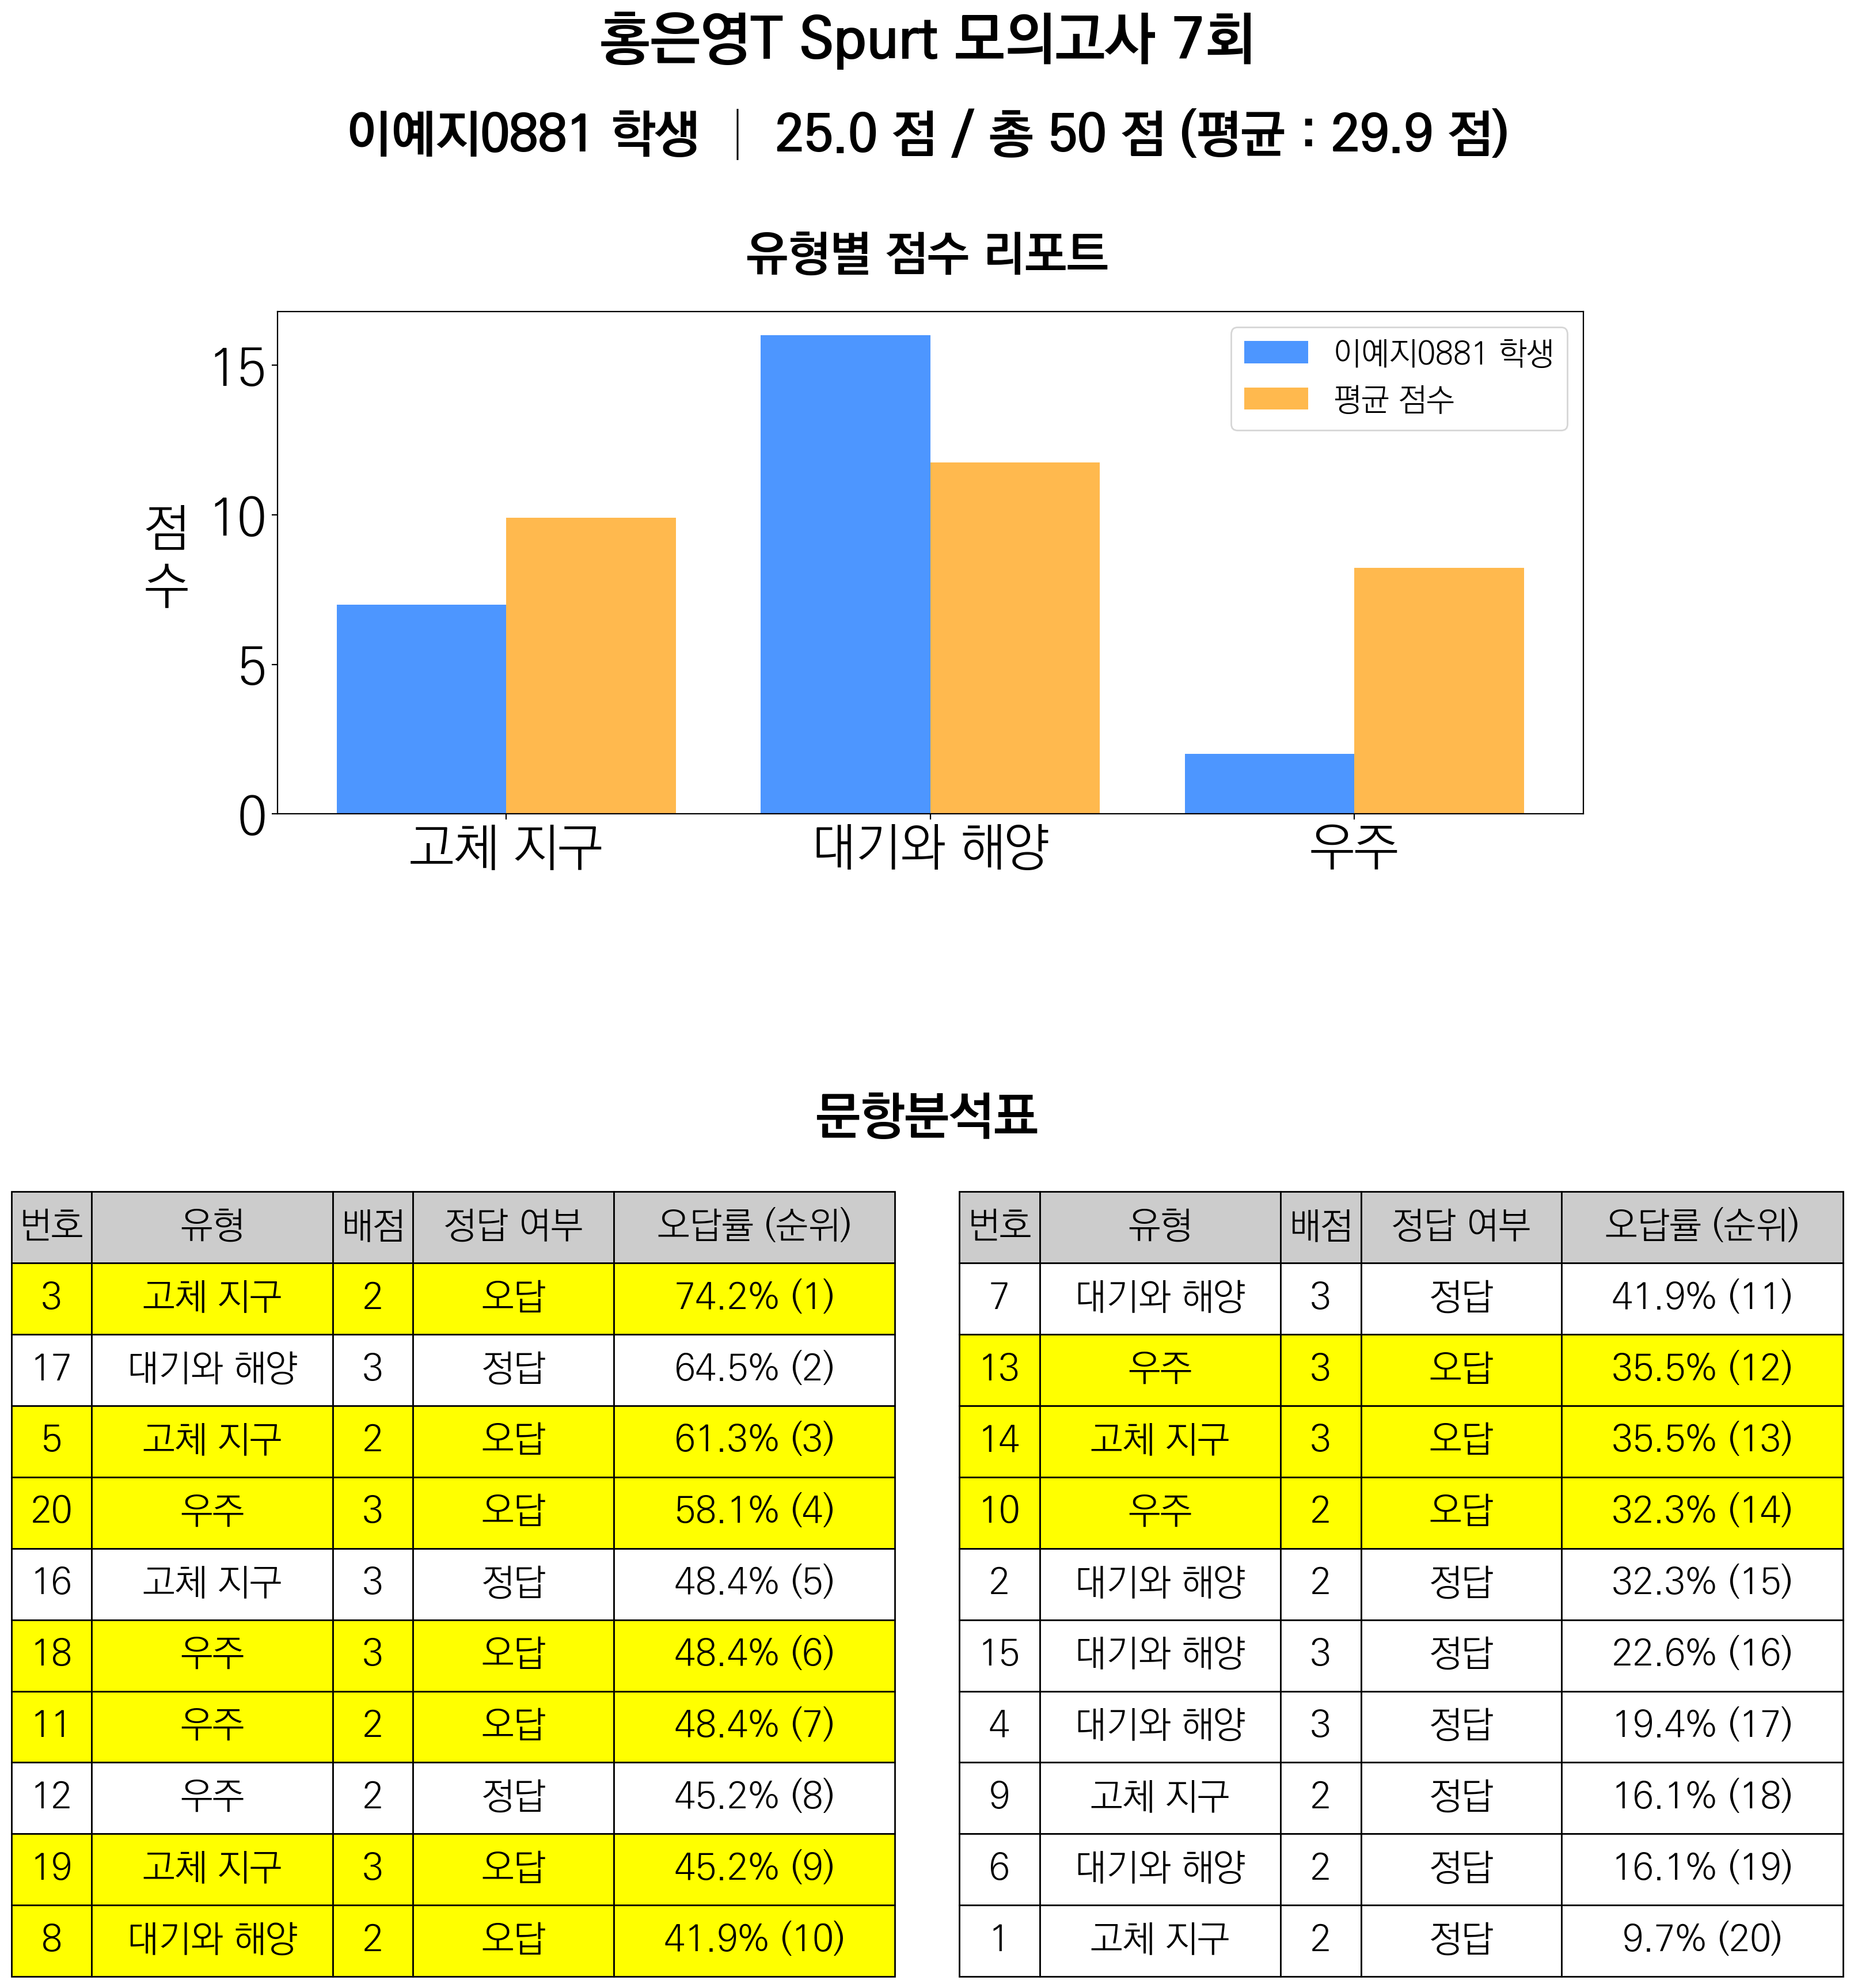 홍은영T Spurt 모의고사 7회
이예지0881 학생 | 25.0 점 / 총 50 점 (평균 : 29.9 점)
유형별 점수 리포트
이예지0881 학생
평균 점수
점
수
15
10
5
0
고체 지구 대기와 해양 우주
문항분석표
번호 유형 배점 정답 여부 오답률 (순위)
3 고체 지구 2 오답 74.2% (1)
17 대기와 해양 3 정답 64.5% (2)
5 고체 지구 2 오답 61.3% (3)
20 우주 3 오답 58.1% (4)
16 고체 지구 3 정답 48.4% (5)
18 우주 3 오답 48.4% (6)
11 우주 2 오답 48.4% (7)
12 우주 2 정답 45.2% (8)
19 고체 지구 3 오답 45.2% (9)
8 대기와 해양 2 오답 41.9% (10)
번호 유형 배점 정답 여부 오답률 (순위)
7 대기와 해양 3 정답 41.9% (11)
13 우주 3 오답 35.5% (12)
14 고체 지구 3 오답 35.5% (13)
10 우주 2 오답 32.3% (14)
2 대기와 해양 2 정답 32.3% (15)
15 대기와 해양 3 정답 22.6% (16)
4 대기와 해양 3 정답 19.4% (17)
9 고체 지구 2 정답 16.1% (18)
6 대기와 해양 2 정답 16.1% (19)
1 고체 지구 2 정답 9.7% (20)